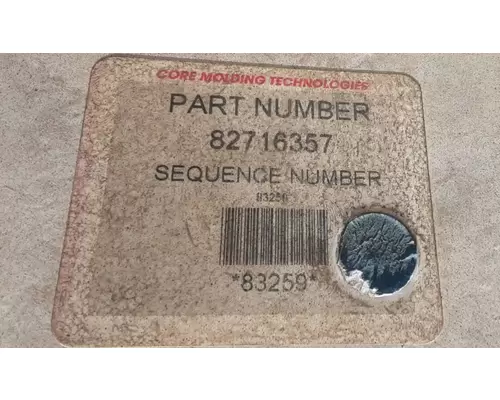 CORE MOLDING TECHNOLOGIES
PART NUMBER
82716357
SEQUENCE NUMBER
83259
*83259*